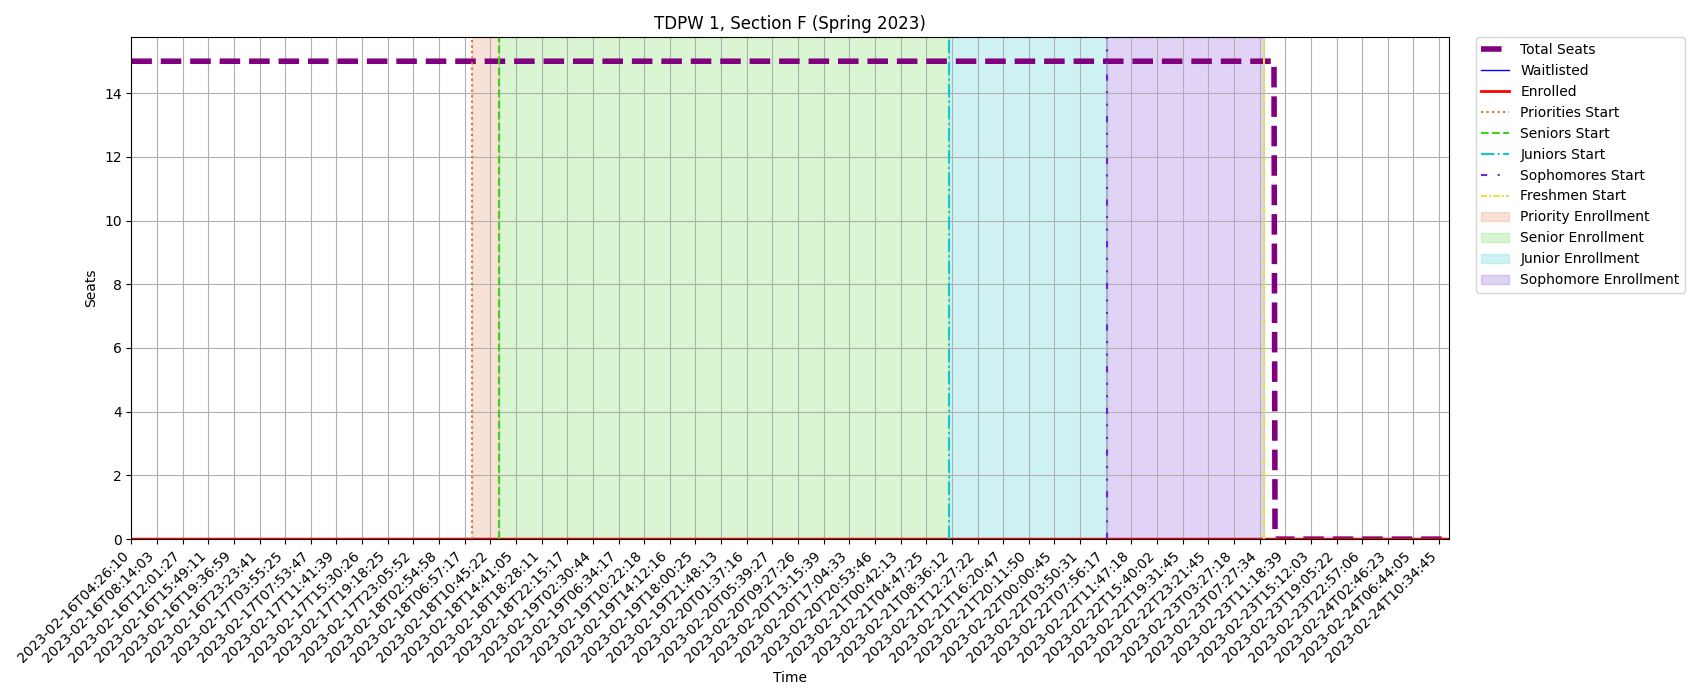 TDPW 1, Section F (Spring 2023)
Total Seats
Waitlisted
Enrolled
Priorities Start
Seniors Start
Juniors Start
Sophomores Start
Freshmen Start
Priority Enrollment
Senior Enrollment
Junior Enrollment
Sophomore Enrollment
Seats
14
12
10
8
6
4
2
0
2023-02-16T04:26:10
2023-02-16T08:14:03
2023-02-16T12:01:27
2023-02-16T15:49:11
2023-02-16T19:36:59
2023-02-16T23:23:41
2023-02-17T03:55:25
2023-02-17T07:53:47
2023-02-17T11:41:39
2023-02-17T15:30:26
2023-02-17T19:18:25
2023-02-17T23:05:52
2023-02-18T02:54:58
2023-02-18T06:57:17
2023-02-18T10:45:22
2023-02-18T14:41:05
2023-02-18T18:28:11
2023-02-18T22:15:17
2023-02-19T02:30:44
2023-02-19T06:34:17
2023-02-19T10:22:18
2023-02-19T14:12:16
2023-02-19T18:00:25
2023-02-19T21:48:13
2023-02-20T01:37:16
2023-02-20T05:39:27
2023-02-20T09:27:26
2023-02-20T13:15:39
2023-02-20T17:04:33
2023-02-20T20:53:46
2023-02-21T00:42:13
2023-02-21T04:47:25
2023-02-21T08:36:12
2023-02-21T12:27:22
2023-02-21T16:20:47
2023-02-21T20:11:50
2023-02-22T00:00:45
2023-02-22T03:50:31
2023-02-22T07:56:17
2023-02-22T11:47:18
2023-02-22T15:40:02
2023-02-22T19:31:45
2023-02-22T23:21:45
2023-02-23T03:27:18
2023-02-23T07:27:34
2023-02-23T11:18:39
2023-02-23T15:12:03
2023-02-23T19:05:22
2023-02-23T22:57:06
2023-02-24T02:46:23
2023-02-24T06:44:05
2023-02-24T10:34:45
Time